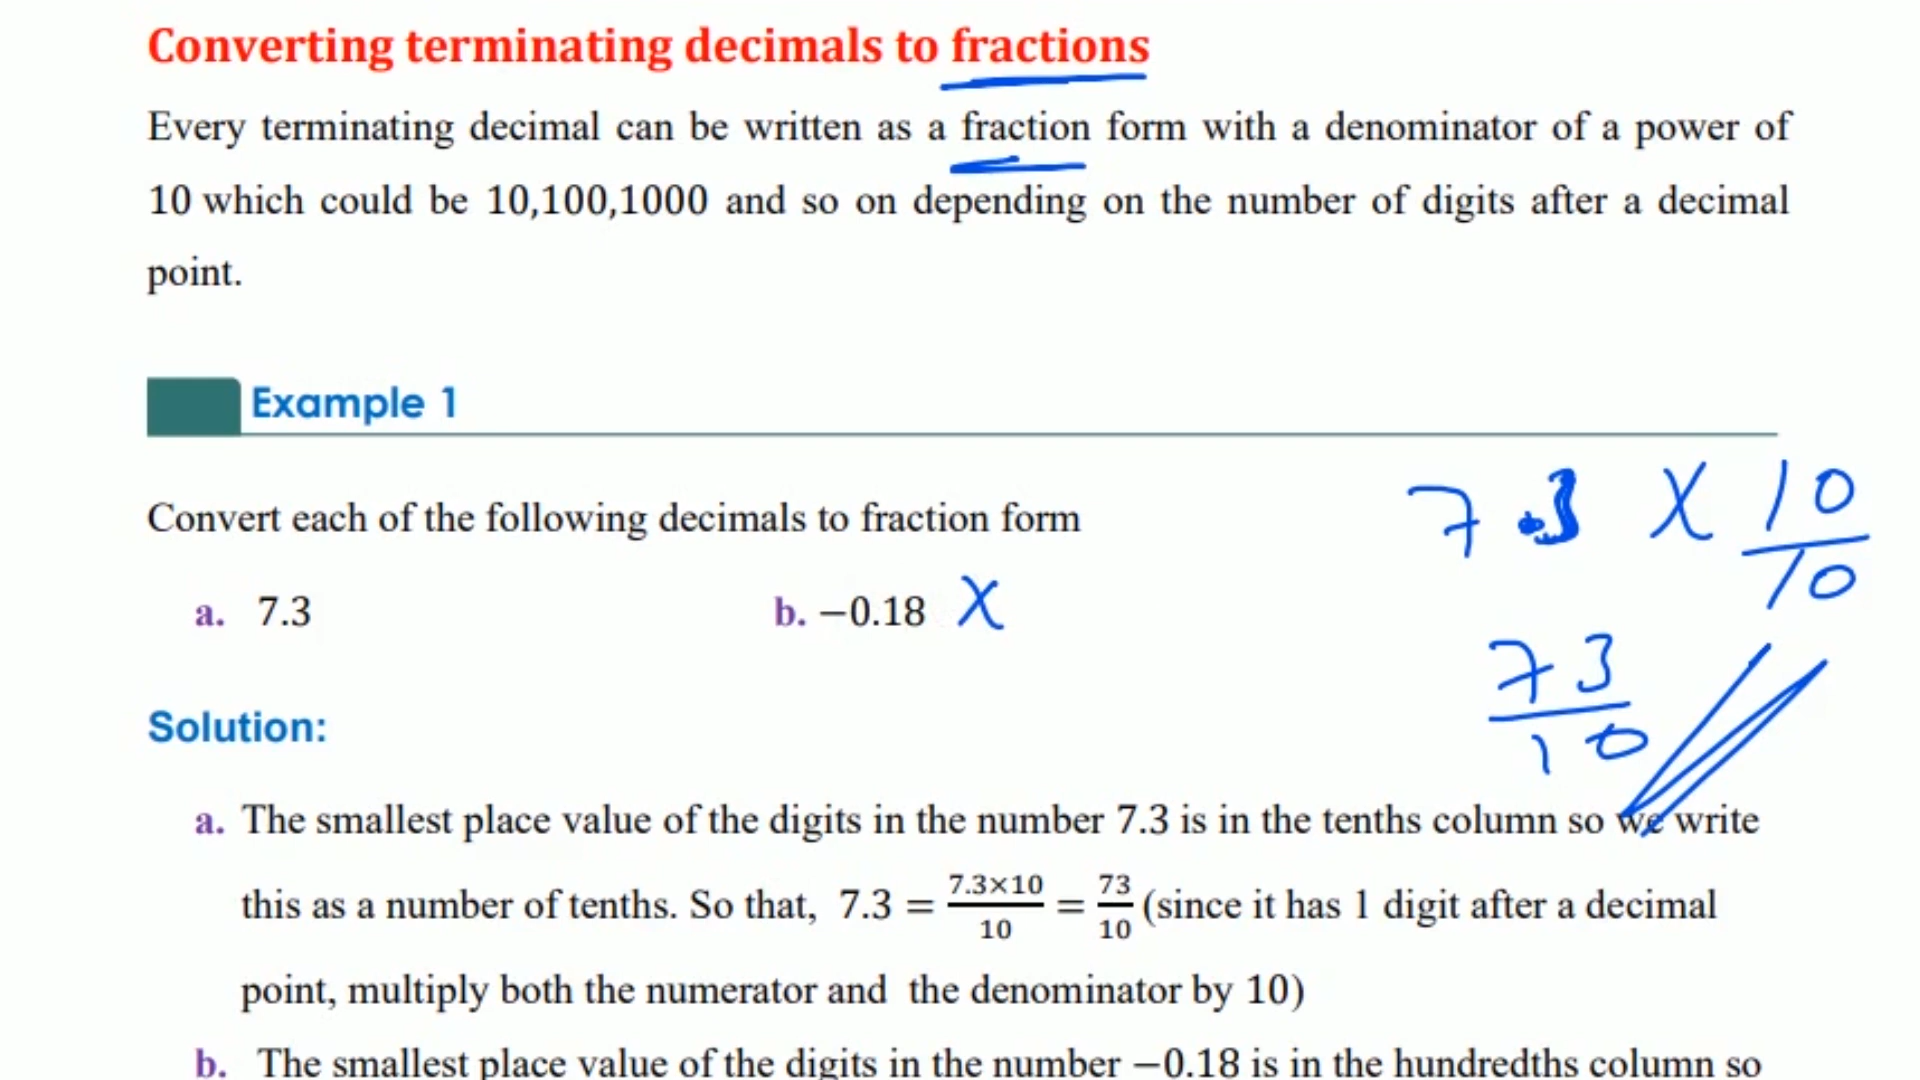 Converting terminating decimals to fractions
Every terminating decimal can be written as a fraction form with a denominator of a power of
10 which could be 10,100,1000 and so on depending on the number of digits after a decimal
point.
Example 1
Convert each of the following decimals to fraction form
7.3 × 10/10
a. 7.3 b. −0.18 ×
73/10
Solution:
a. The smallest place value of the digits in the number 7.3 is in the tenths column so we write
this as a number of tenths. So that, 7.3 = 7.3×10/10 = 73/10 (since it has 1 digit after a decimal
point, multiply both the numerator and the denominator by 10)
b. The smallest place value of the digits in the number −0.18 is in the hundredths column so